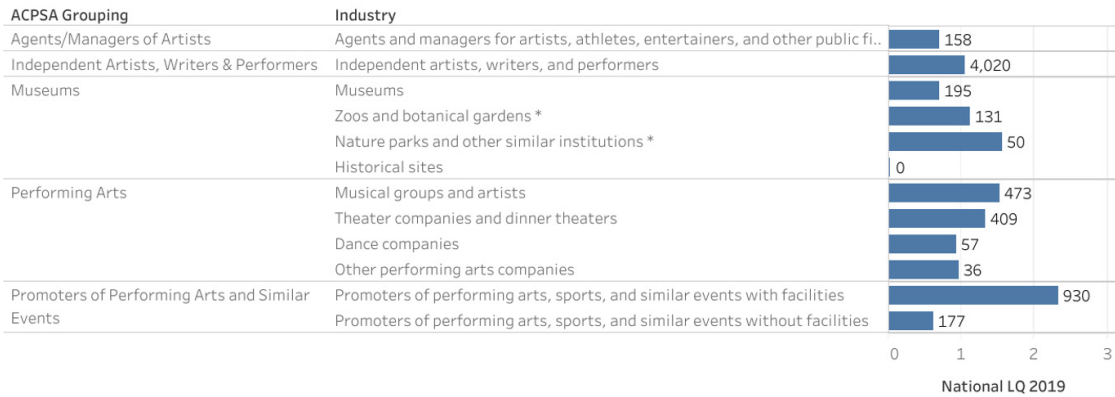 ACPSA Grouping Industry
Agents/Managers of Artists Agents and managers for artists, athletes, entertainers, and other public fi.. 158
Independent Artists, Writers & Performers Independent artists, writers, and performers 4,020
Museums Museums 195
Zoos and botanical gardens * 131
Nature parks and other similar institutions * 50
Historical sites 0
Performing Arts Musical groups and artists 473
Theater companies and dinner theaters 409
Dance companies 57
Other performing arts companies 36
Promoters of Performing Arts and Similar Events Promoters of performing arts, sports, and similar events with facilities 930
Promoters of performing arts, sports, and similar events without facilities 177
0 1 2 3
National LQ 2019